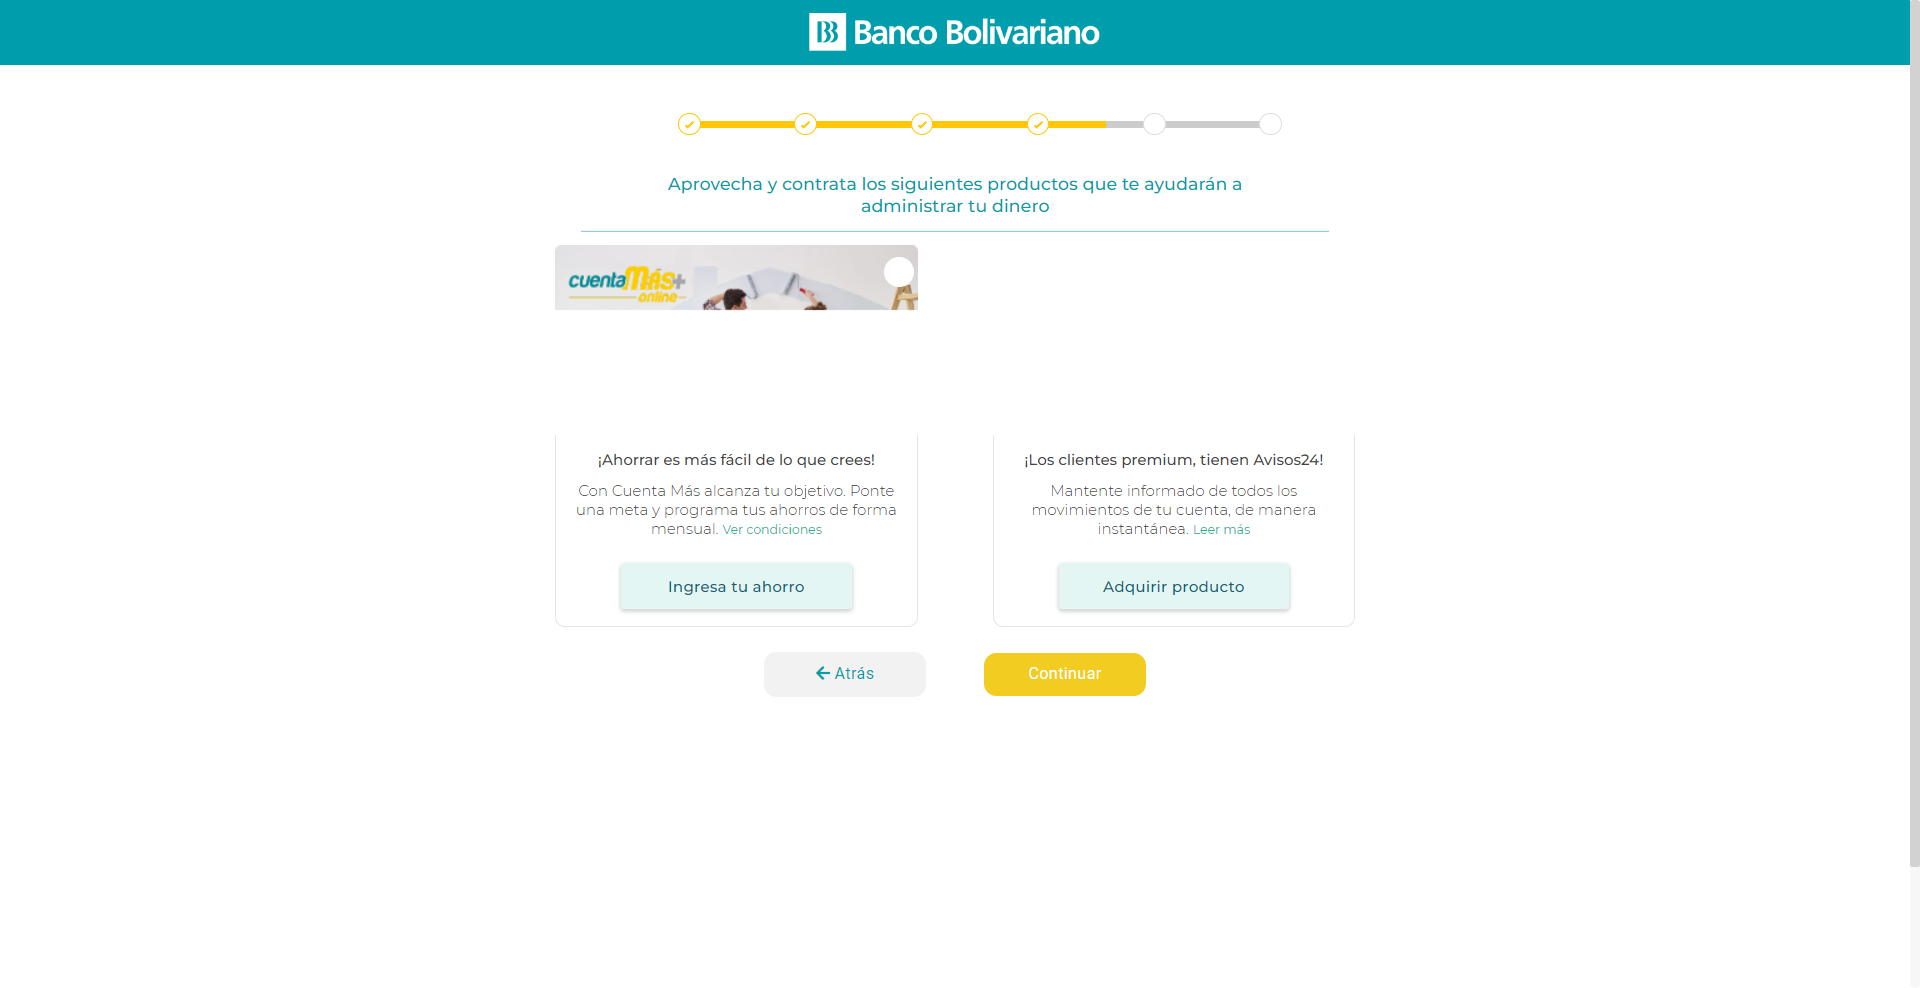 Banco Bolivariano
Aprovecha y contrata los siguientes productos que te ayudarán a
administrar tu dinero
cuentaMás+
online
¡Ahorrar es más fácil de lo que crees!
Con Cuenta Más alcanza tu objetivo. Ponte
una meta y programa tus ahorros de forma
mensual. Ver condiciones
Ingresa tu ahorro
¡Los clientes premium, tienen Avisos24!
Mantente informado de todos los
movimientos de tu cuenta, de manera
instantánea. Leer más
Adquirir producto
Atrás
Continuar